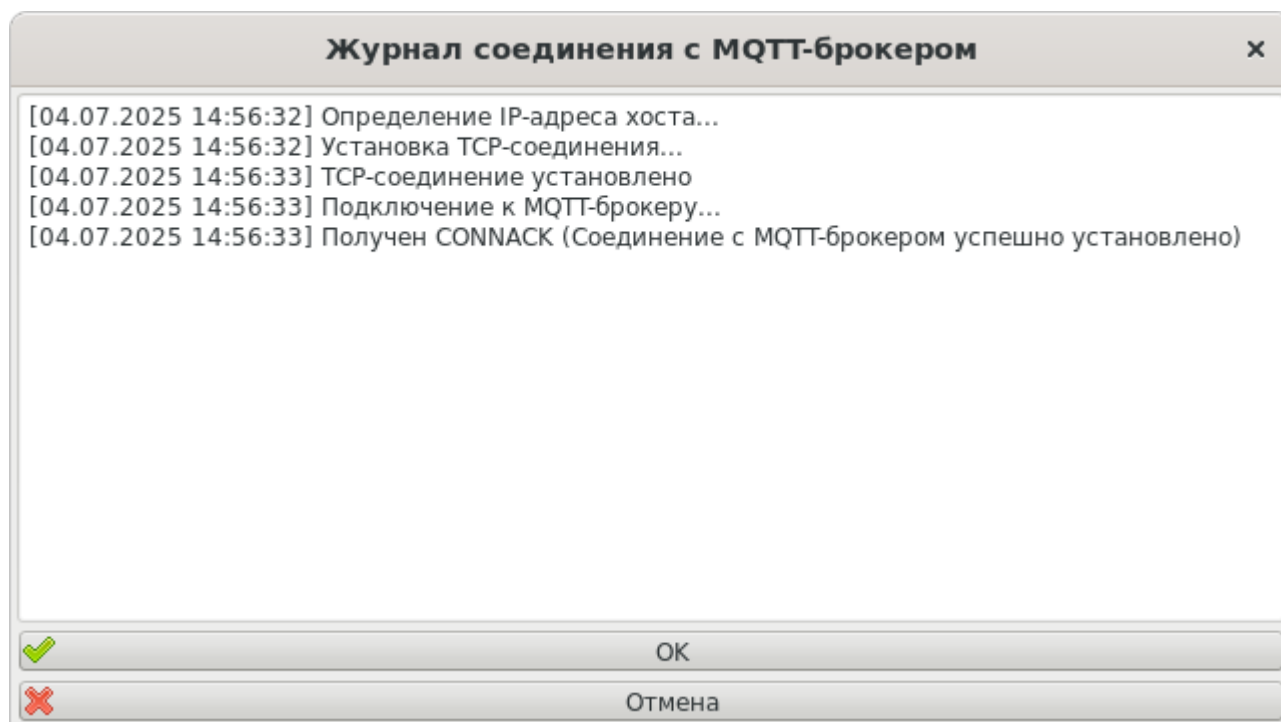 Журнал соединения с MQTT-брокером
[04.07.2025 14:56:32] Определение IP-адреса хоста...
[04.07.2025 14:56:32] Установка TCP-соединения...
[04.07.2025 14:56:33] TCP-соединение установлено
[04.07.2025 14:56:33] Подключение к MQTT-брокеру...
[04.07.2025 14:56:33] Получен CONNACK (Соединение с MQTT-брокером успешно установлено)
OK
Отмена